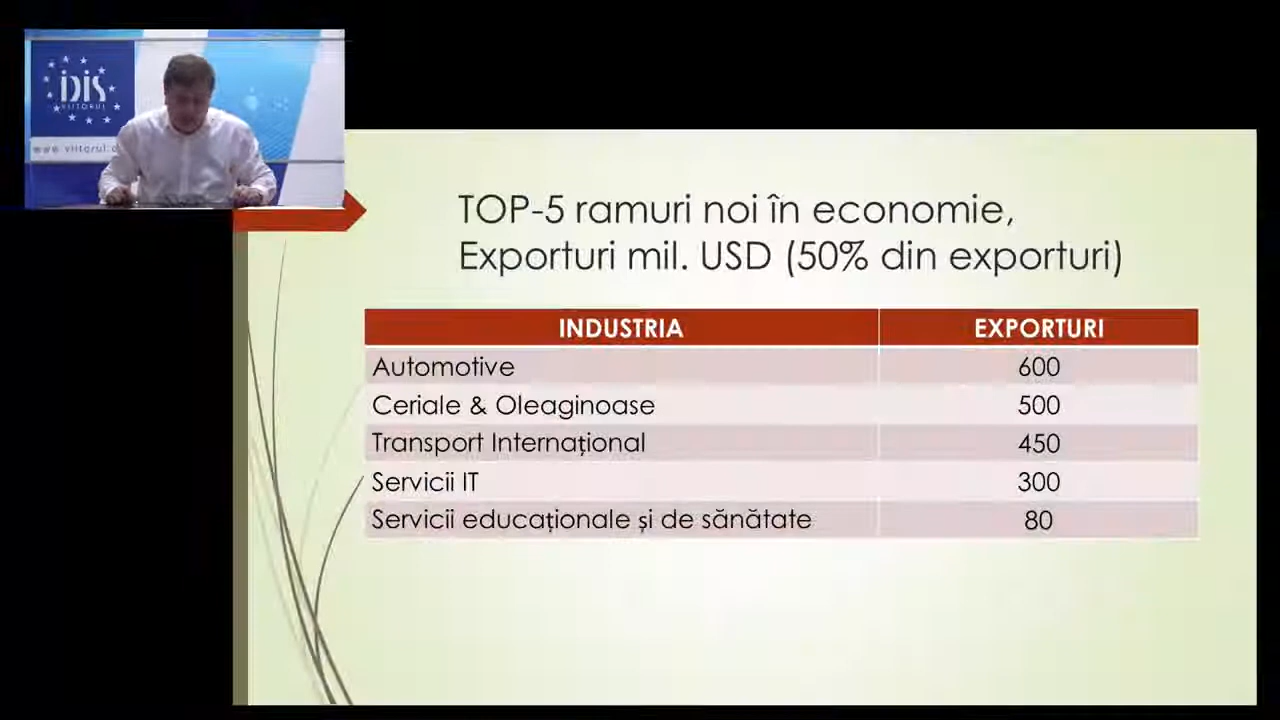 IDIS
VIITORUL
www.viitorul.o
TOP-5 ramuri noi în economie,
Exporturi mil. USD (50% din exporturi)
INDUSTRIA EXPORTURI
Automotive 600
Ceriale & Oleaginoase 500
Transport Internațional 450
Servicii IT 300
Servicii educaționale și de sănătate 80